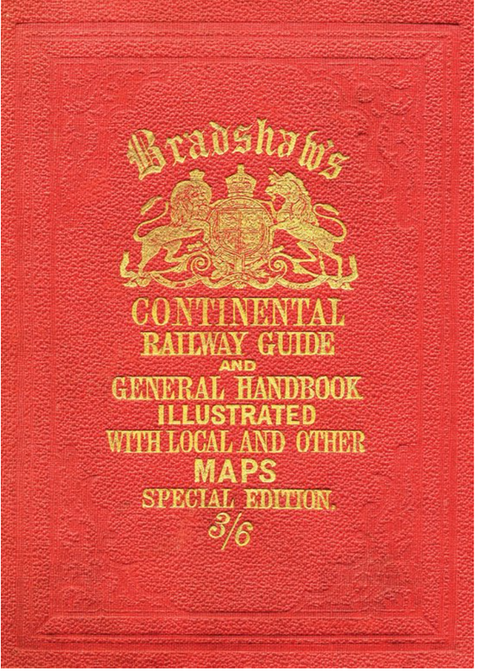 Bradshaw's
CONTINENTAL
RAILWAY GUIDE
AND
GENERAL HANDBOOK
ILLUSTRATED
WITH LOCAL AND OTHER
MAPS
SPECIAL EDITION.
3/6